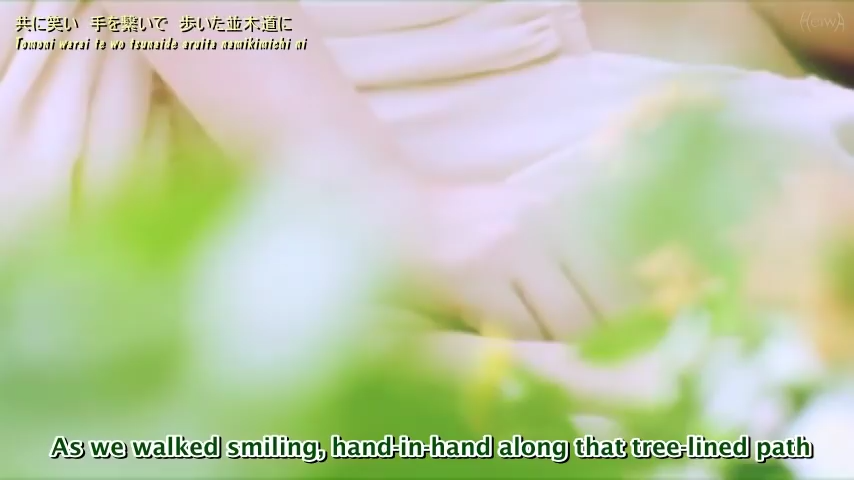 共に笑い 手を繋いで 歩いた並木道に
Tomoni warai te wo tsunaide aruita namikimichi ni
As we walked smiling, hand-in-hand along that tree-lined path